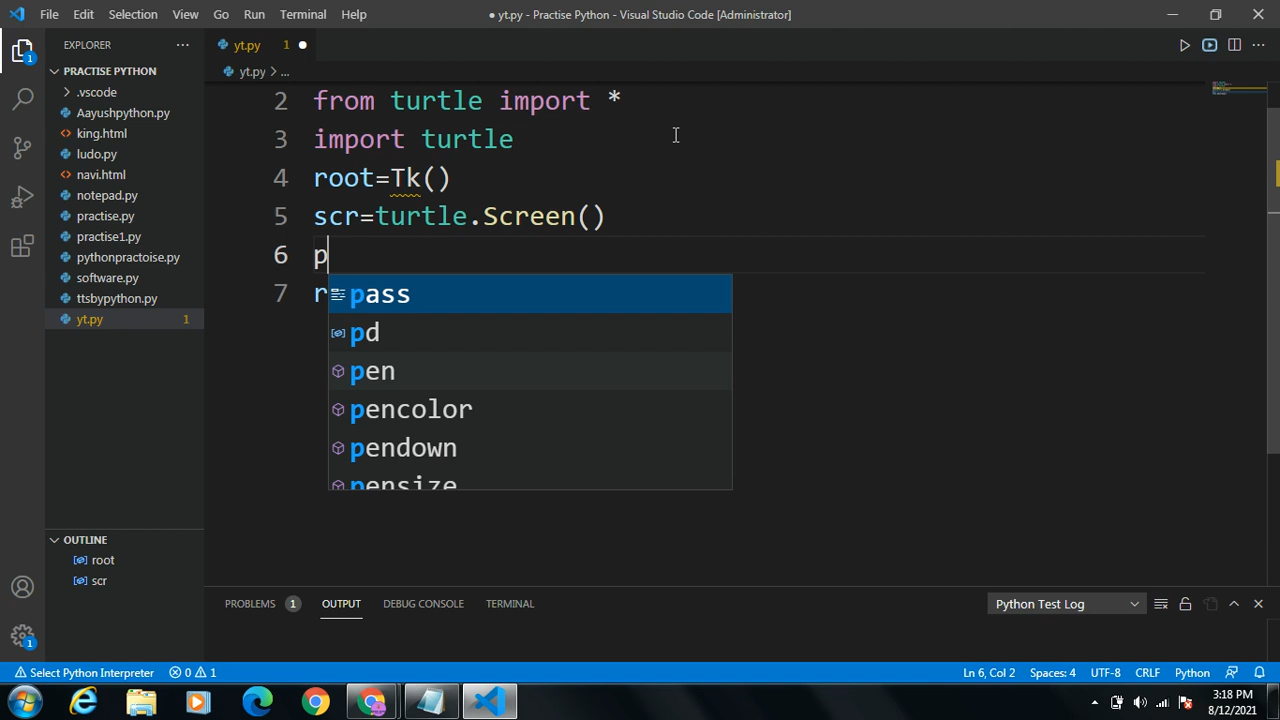 File Edit Selection View Go Run Terminal Help
● yt.py - Practise Python - Visual Studio Code [Administrator]
EXPLORER ...
yt.py 1 ●
PRACTISE PYTHON
yt.py > ...
.vscode
Aayushpython.py
king.html
ludo.py
navi.html
notepad.py
practise.py
practise1.py
pythonpractoise.py
software.py
ttsbypython.py
yt.py 1
2 from turtle import *
3 import turtle
4 root=Tk()
5 scr=turtle.Screen()
6 p
7 r
pass
pd
pen
pencolor
pendown
pensize
OUTLINE
root
scr
PROBLEMS 1 OUTPUT DEBUG CONSOLE TERMINAL
Python Test Log
1
1
Select Python Interpreter 0 1
Ln 6, Col 2 Spaces: 4 UTF-8 CRLF Python
3:18 PM
8/12/2021